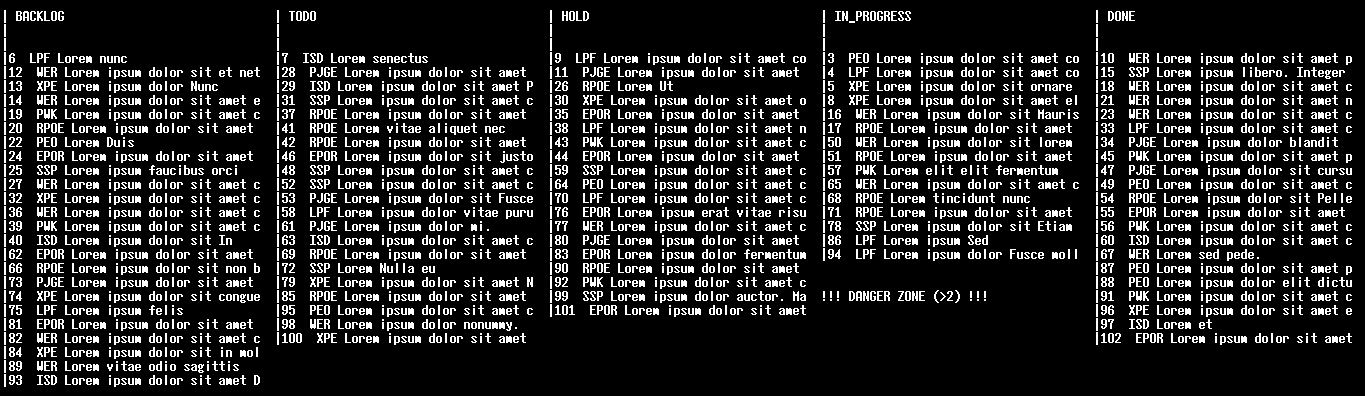 | BACKLOG
|
|
|6  LPF Lorem nunc
|12  WER Lorem ipsum dolor sit et net
|13  XPE Lorem ipsum dolor Nunc
|14  WER Lorem ipsum dolor sit amet e
|19  PWK Lorem ipsum dolor sit amet c
|20  RPOE Lorem ipsum dolor sit amet
|22  PEO Lorem Duis
|24  EPOR Lorem ipsum dolor sit amet
|25  SSP Lorem ipsum faucibus orci
|27  WER Lorem ipsum dolor sit amet c
|32  XPE Lorem ipsum dolor sit amet c
|36  WER Lorem ipsum dolor sit amet c
|39  PWK Lorem ipsum dolor sit amet c
|40  ISD Lorem ipsum dolor sit In
|62  EPOR Lorem ipsum dolor sit amet
|66  RPOE Lorem ipsum dolor sit non b
|73  PJGE Lorem ipsum dolor sit amet
|74  XPE Lorem ipsum dolor sit congue
|75  LPF Lorem ipsum felis
|81  EPOR Lorem ipsum dolor sit amet
|82  WER Lorem ipsum dolor sit amet c
|84  XPE Lorem ipsum dolor sit in mol
|89  WER Lorem vitae odio sagittis
|93  ISD Lorem ipsum dolor sit amet D
| TODO
|
|
|7  ISD Lorem senectus
|28  PJGE Lorem ipsum dolor sit amet
|29  ISD Lorem ipsum dolor sit amet P
|31  SSP Lorem ipsum dolor sit amet c
|37  RPOE Lorem ipsum dolor sit amet
|41  RPOE Lorem vitae aliquet nec
|42  RPOE Lorem ipsum dolor sit amet
|46  EPOR Lorem ipsum dolor sit justo
|48  SSP Lorem ipsum dolor sit amet c
|52  SSP Lorem ipsum dolor sit amet c
|53  PJGE Lorem ipsum dolor sit Fusce
|58  LPF Lorem ipsum dolor vitae puru
|61  PJGE Lorem ipsum dolor mi.
|63  ISD Lorem ipsum dolor sit amet c
|69  RPOE Lorem ipsum dolor sit amet
|72  SSP Lorem Nulla eu
|79  XPE Lorem ipsum dolor sit amet N
|85  RPOE Lorem ipsum dolor sit amet
|95  PEO Lorem ipsum dolor sit amet c
|98  WER Lorem ipsum dolor nonummy.
|100  XPE Lorem ipsum dolor sit amet
| HOLD
|
|
|9  LPF Lorem ipsum dolor sit amet co
|11  PJGE Lorem ipsum dolor sit amet
|26  RPOE Lorem Ut
|30  XPE Lorem ipsum dolor sit amet o
|35  EPOR Lorem ipsum dolor sit amet
|38  LPF Lorem ipsum dolor sit amet n
|43  PWK Lorem ipsum dolor sit amet c
|44  EPOR Lorem ipsum dolor sit amet
|59  SSP Lorem ipsum dolor sit amet c
|64  PEO Lorem ipsum dolor sit amet c
|70  LPF Lorem ipsum dolor sit amet c
|76  EPOR Lorem ipsum erat vitae risu
|77  WER Lorem ipsum dolor sit amet c
|80  PJGE Lorem ipsum dolor sit amet
|83  EPOR Lorem ipsum dolor fermentum
|90  RPOE Lorem ipsum dolor sit amet
|92  PWK Lorem ipsum dolor sit amet c
|99  SSP Lorem ipsum dolor auctor. Ma
|101  EPOR Lorem ipsum dolor sit amet
| IN_PROGRESS
|
|
|3  PEO Lorem ipsum dolor sit amet co
|4  LPF Lorem ipsum dolor sit amet co
|5  XPE Lorem ipsum dolor sit ornare
|8  XPE Lorem ipsum dolor sit amet el
|16  WER Lorem ipsum dolor sit Mauris
|17  RPOE Lorem ipsum dolor sit amet
|50  WER Lorem ipsum dolor sit lorem
|51  RPOE Lorem ipsum dolor sit amet
|57  PWK Lorem elit elit fermentum
|65  WER Lorem ipsum dolor sit amet c
|68  RPOE Lorem tincidunt nunc
|71  RPOE Lorem ipsum dolor sit amet
|78  SSP Lorem ipsum dolor sit Etiam
|86  LPF Lorem ipsum Sed
|94  LPF Lorem ipsum dolor Fusce moll
!!! DANGER ZONE (>2) !!!
| DONE
|
|
|10  WER Lorem ipsum dolor sit amet p
|15  SSP Lorem ipsum libero. Integer
|18  WER Lorem ipsum dolor sit amet c
|21  WER Lorem ipsum dolor sit amet n
|23  WER Lorem ipsum dolor sit amet c
|33  LPF Lorem ipsum dolor sit amet c
|34  PJGE Lorem ipsum dolor blandit
|45  PWK Lorem ipsum dolor sit amet p
|47  PJGE Lorem ipsum dolor sit cursu
|49  PEO Lorem ipsum dolor sit amet c
|54  RPOE Lorem ipsum dolor sit Pelle
|55  EPOR Lorem ipsum dolor sit amet
|56  PWK Lorem ipsum dolor sit amet c
|60  ISD Lorem ipsum dolor sit amet c
|67  WER Lorem sed pede.
|87  PEO Lorem ipsum dolor sit amet p
|88  PEO Lorem ipsum dolor elit dictu
|91  PWK Lorem ipsum dolor sit amet c
|96  XPE Lorem ipsum dolor sit amet e
|97  ISD Lorem et
|102  EPOR Lorem ipsum dolor sit amet